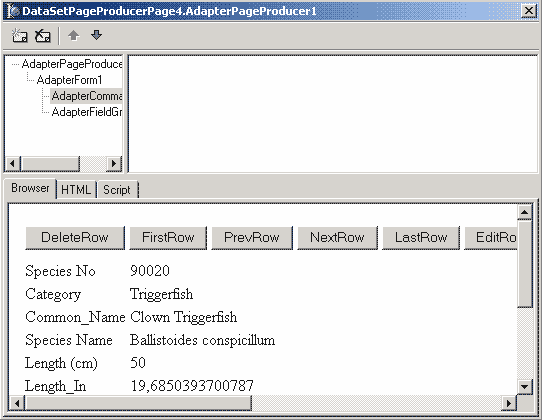 DataSetPageProducerPage4.AdapterPageProducer1
AdapterPageProduce
AdapterForm1
AdapterComma
AdapterFieldGr
Browser HTML Script
DeleteRow FirstRow PrevRow NextRow LastRow EditRo
Species No 90020
Category Triggerfish
Common_Name Clown Triggerfish
Species Name Ballistoides conspicillum
Length (cm) 50
Length_In 19,6850393700787